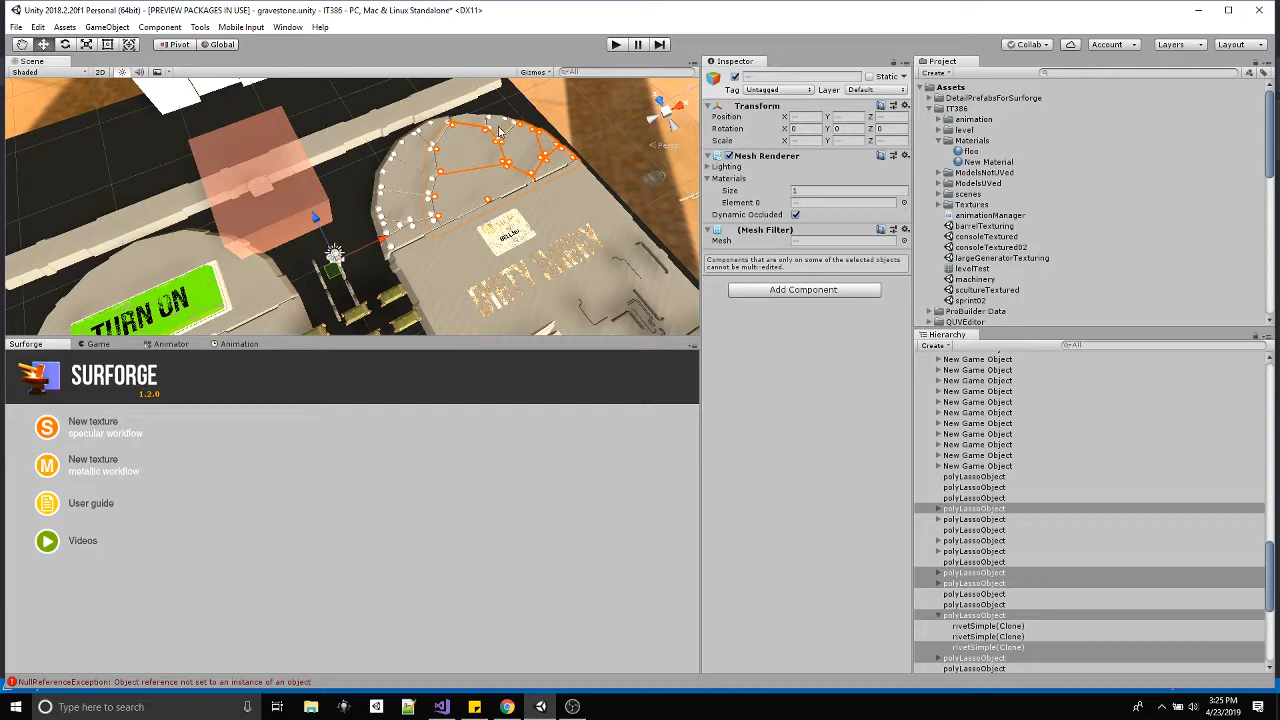 Unity 2018.2.20f1 Personal (64bit) - [PREVIEW PACKAGES IN USE] - gravestone.unity - IT386 - PC, Mac & Linux Standalone* <DX11>
File Edit Assets GameObject Component Tools Mobile Input Window Help
Pivot Global Collab Account Layers Layout
Scene
Shaded 2D Gizmos All
Persp
TURN ON
Inspector
Static
Tag Untagged Layer Default
Transform
Position X — Y — Z —
Rotation X 0 Y 0 Z 0
Scale X — Y — Z —
Mesh Renderer
Lighting
Materials
Size 1
Element 0 —
Dynamic Occluded
(Mesh Filter)
Mesh —
Components that are only on some of the selected objects cannot be multi-edited.
Add Component
Project
Create
Assets
DetailPrefabsForSurforge
IT386
animation
level
Materials
floo
New Material
ModelsNotUVed
ModelsUVed
scenes
Textures
animationManager
barrelTexturing
consoleTextured
consoleTextured02
largeGeneratorTexturing
levelTest
machinery
scultureTextured
sprint02
ProBuilder Data
QUVEditor
Hierarchy
Create All
New Game Object
New Game Object
New Game Object
New Game Object
New Game Object
New Game Object
New Game Object
New Game Object
New Game Object
New Game Object
New Game Object
polyLassoObject
polyLassoObject
polyLassoObject
polyLassoObject
polyLassoObject
polyLassoObject
polyLassoObject
polyLassoObject
polyLassoObject
polyLassoObject
polyLassoObject
polyLassoObject
polyLassoObject
polyLassoObject
rivetSimple(Clone)
rivetSimple(Clone)
rivetSimple(Clone)
polyLassoObject
polyLassoObject
Surforge Game Animator Animation
SURFORGE
1.2.0
S New texture
specular workflow
M New texture
metallic workflow
User guide
Videos
NullReferenceException: Object reference not set to an instance of an object
Type here to search
3:25 PM
4/23/2019